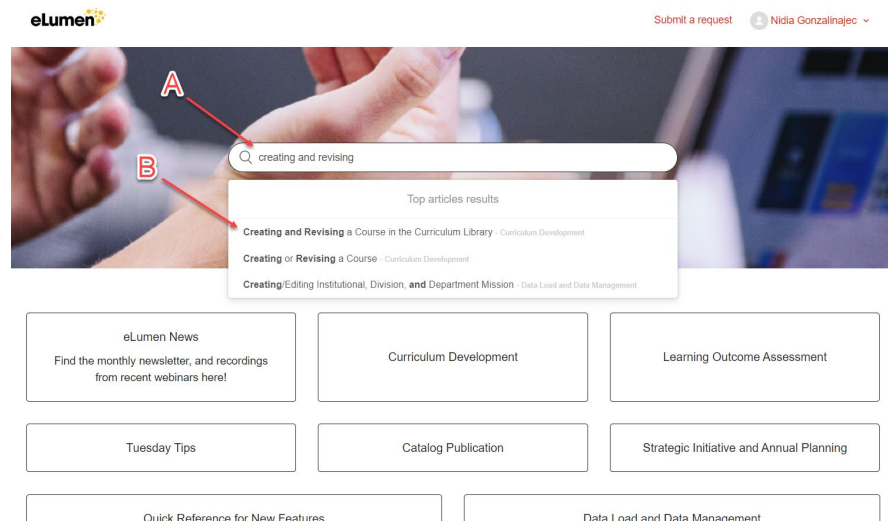 eLumen
Submit a request
Nidia Gonzalinajec
A
creating and revising
B
Top articles results
Creating and Revising a Course in the Curriculum Library - Curriculum Development
Creating or Revising a Course - Curriculum Development
Creating/Editing Institutional, Division, and Department Mission - Data Load and Data Management
eLumen News
Find the monthly newsletter, and recordings
from recent webinars here!
Curriculum Development
Learning Outcome Assessment
Tuesday Tips
Catalog Publication
Strategic Initiative and Annual Planning
Quick Reference for New Features
Data Load and Data Management